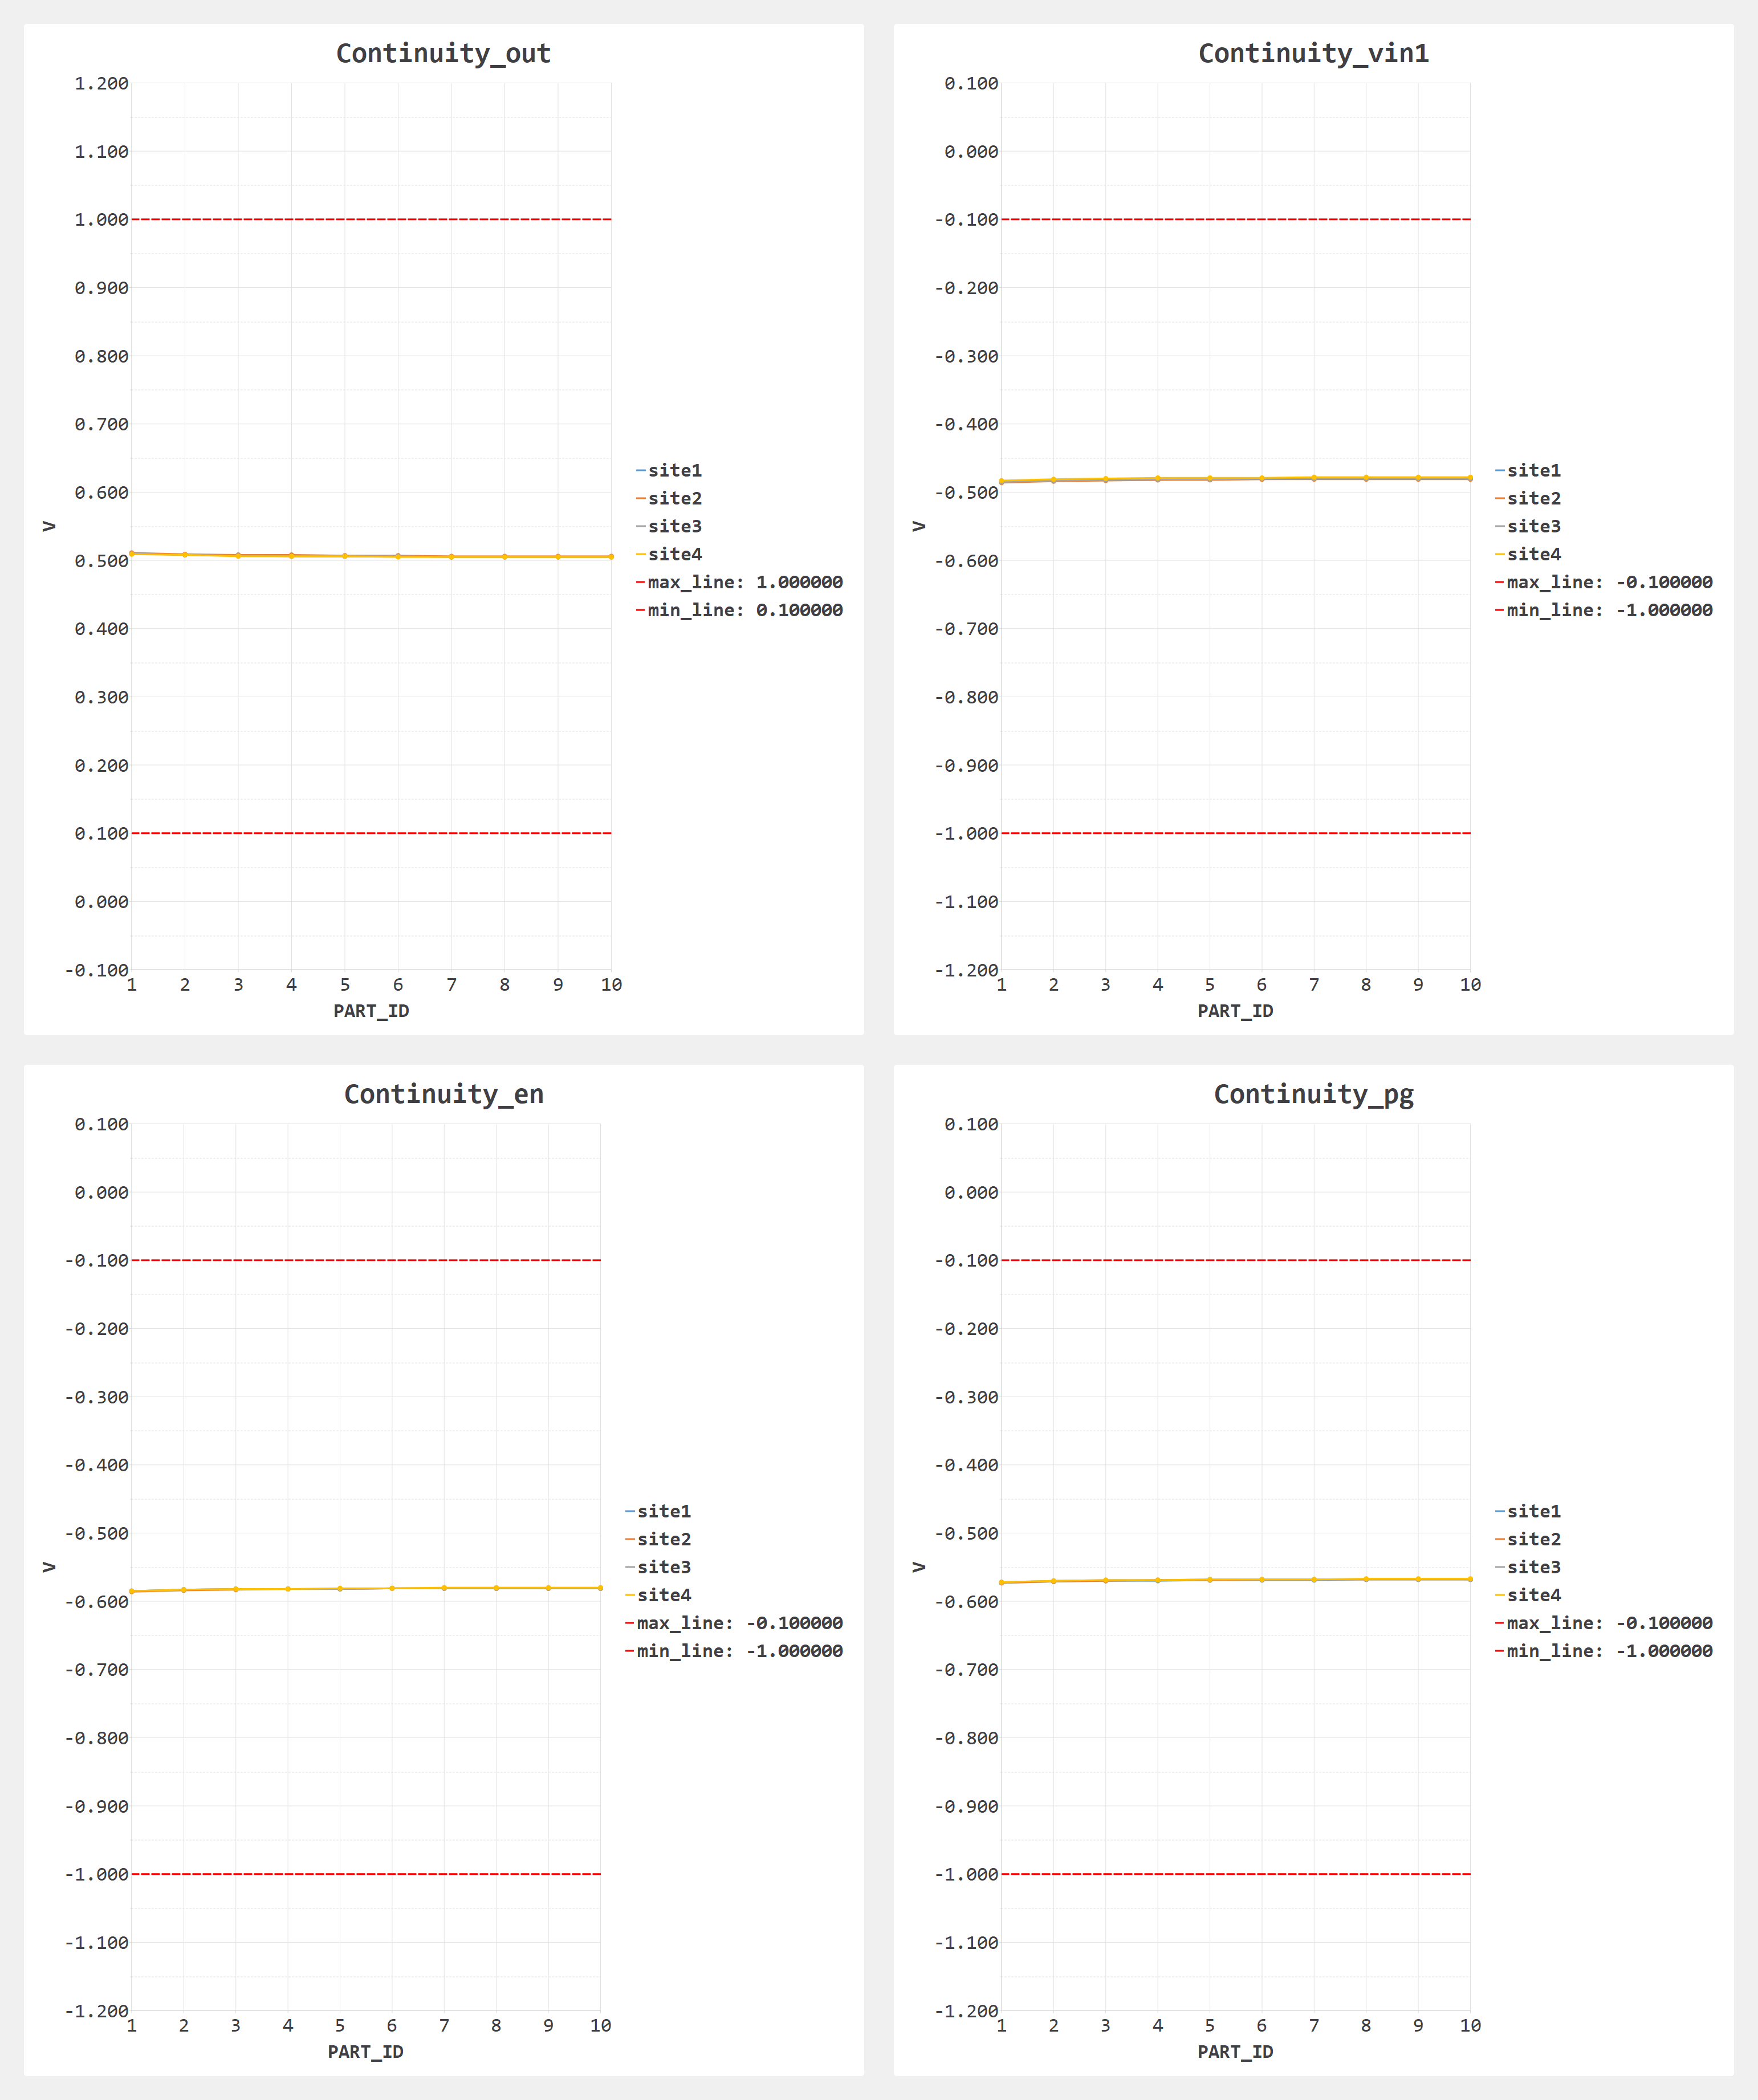 Continuity_out
1.200
1.100
1.000
0.900
0.800
0.700
0.600
0.500
0.400
0.300
0.200
0.100
0.000
-0.100
V
1 2 3 4 5 6 7 8 9 10
PART_ID
site1
site2
site3
site4
max_line: 1.000000
min_line: 0.100000
Continuity_vin1
0.100
0.000
-0.100
-0.200
-0.300
-0.400
-0.500
-0.600
-0.700
-0.800
-0.900
-1.000
-1.100
-1.200
V
1 2 3 4 5 6 7 8 9 10
PART_ID
site1
site2
site3
site4
max_line: -0.100000
min_line: -1.000000
Continuity_en
0.100
0.000
-0.100
-0.200
-0.300
-0.400
-0.500
-0.600
-0.700
-0.800
-0.900
-1.000
-1.100
-1.200
V
1 2 3 4 5 6 7 8 9 10
PART_ID
site1
site2
site3
site4
max_line: -0.100000
min_line: -1.000000
Continuity_pg
0.100
0.000
-0.100
-0.200
-0.300
-0.400
-0.500
-0.600
-0.700
-0.800
-0.900
-1.000
-1.100
-1.200
V
1 2 3 4 5 6 7 8 9 10
PART_ID
site1
site2
site3
site4
max_line: -0.100000
min_line: -1.000000